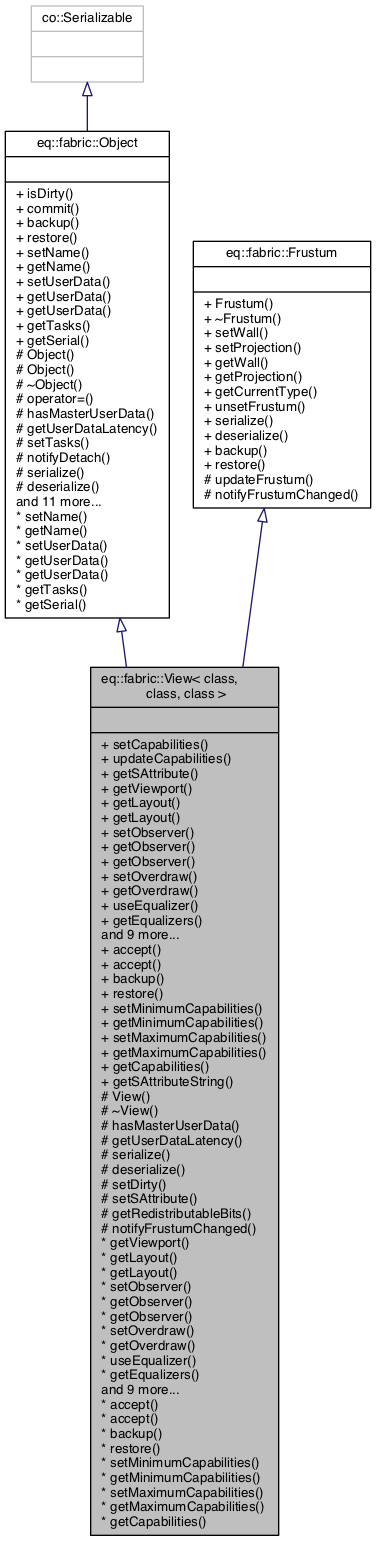 co::Serializable
eq::fabric::Object
+ isDirty()
+ commit()
+ backup()
+ restore()
+ setName()
+ getName()
+ setUserData()
+ getUserData()
+ getUserData()
+ getTasks()
+ getSerial()
# Object()
# Object()
# ~Object()
# operator=()
# hasMasterUserData()
# getUserDataLatency()
# setTasks()
# notifyDetach()
# serialize()
# deserialize()
and 11 more...
* setName()
* getName()
* setUserData()
* getUserData()
* getUserData()
* getTasks()
* getSerial()
eq::fabric::Frustum
+ Frustum()
+ ~Frustum()
+ setWall()
+ setProjection()
+ getWall()
+ getProjection()
+ getCurrentType()
+ unsetFrustum()
+ serialize()
+ deserialize()
+ backup()
+ restore()
# updateFrustum()
# notifyFrustumChanged()
eq::fabric::View< class,
class, class >
+ setCapabilities()
+ updateCapabilities()
+ getSAttribute()
+ getViewport()
+ getLayout()
+ getLayout()
+ setObserver()
+ getObserver()
+ getObserver()
+ setOverdraw()
+ getOverdraw()
+ useEqualizer()
+ getEqualizers()
and 9 more...
+ accept()
+ accept()
+ backup()
+ restore()
+ setMinimumCapabilities()
+ getMinimumCapabilities()
+ setMaximumCapabilities()
+ getMaximumCapabilities()
+ getCapabilities()
+ getSAttributeString()
# View()
# ~View()
# hasMasterUserData()
# getUserDataLatency()
# serialize()
# deserialize()
# setDirty()
# setSAttribute()
# getRedistributableBits()
# notifyFrustumChanged()
* getViewport()
* getLayout()
* getLayout()
* setObserver()
* getObserver()
* getObserver()
* setOverdraw()
* getOverdraw()
* useEqualizer()
* getEqualizers()
and 9 more...
* accept()
* accept()
* backup()
* restore()
* setMinimumCapabilities()
* getMinimumCapabilities()
* setMaximumCapabilities()
* getMaximumCapabilities()
* getCapabilities()